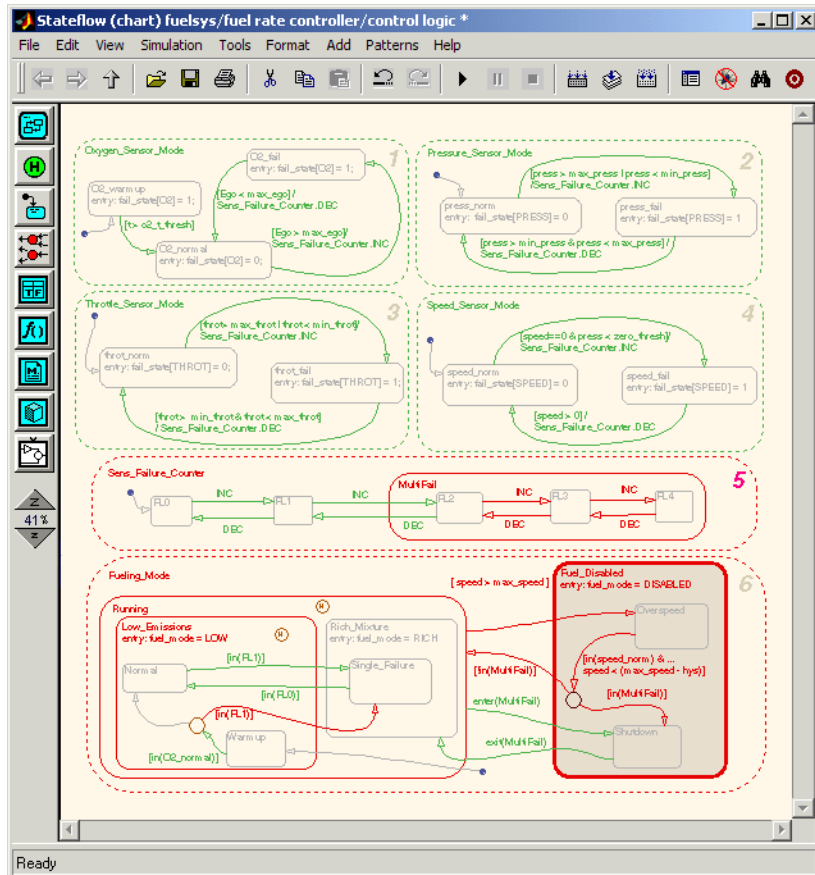 Stateflow (chart) fuelsys/fuel rate controller/control logic *
File Edit View Simulation Tools Format Add Patterns Help
Oxygen_Sensor_Mode
1
O2_fail
entry: fail_state[O2] = 1;
O2_warmup
entry: fail_state[O2] = 1;
[t> o2_t_thresh]
[Ego < max_ego] /
Sens_Failure_Counter.DEC
[Ego > max_ego]/
Sens_Failure_Counter.INC
O2_normal
entry: fail_state[O2] = 0;
Pressure_Sensor_Mode
2
[press > max_press | press < min_press]
/Sens_Failure_Counter.INC
press_norm
entry: fail_state[PRESS] = 0
press_fail
entry: fail_state[PRESS] = 1
[press > min_press & press < max_press] /
Sens_Failure_Counter.DEC
Throttle_Sensor_Mode
3
[throt > max_throt | throt < min_throt]/
Sens_Failure_Counter.INC
throt_norm
entry: fail_state[THROT] = 0;
throt_fail
entry: fail_state[THROT] = 1;
[throt > min_throt & throt < max_throt]
/ Sens_Failure_Counter.DEC
Speed_Sensor_Mode
4
[speed==0 & press < zero_thresh]/
Sens_Failure_Counter.INC
speed_norm
entry: fail_state[SPEED] = 0
speed_fail
entry: fail_state[SPEED] = 1
[speed > 0] /
Sens_Failure_Counter.DEC
Sens_Failure_Counter
5
MultiFail
INC
INC
INC
INC
FL0
FL1
FL2
FL3
FL4
DEC
DEC
DEC
DEC
Z
41%
Z
Fueling_Mode
6
[speed > max_speed]
Fuel_Disabled
entry: fuel_mode = DISABLED
Running
Low_Emissions
entry: fuel_mode = LOW
H
H
Rich_Mixture
entry: fuel_mode = RICH
Overspeed
Normal
[in(FL1)]
Single_Failure
[in(FL0)]
[in(speed_norm) & ...
speed < (max_speed - hys)]
[!in(MultiFail)]
[in(MultiFail)]
[in(FL1)]
enter(MultiFail)
Warmup
Shutdown
[in(O2_normal)]
exit(MultiFail)
Ready